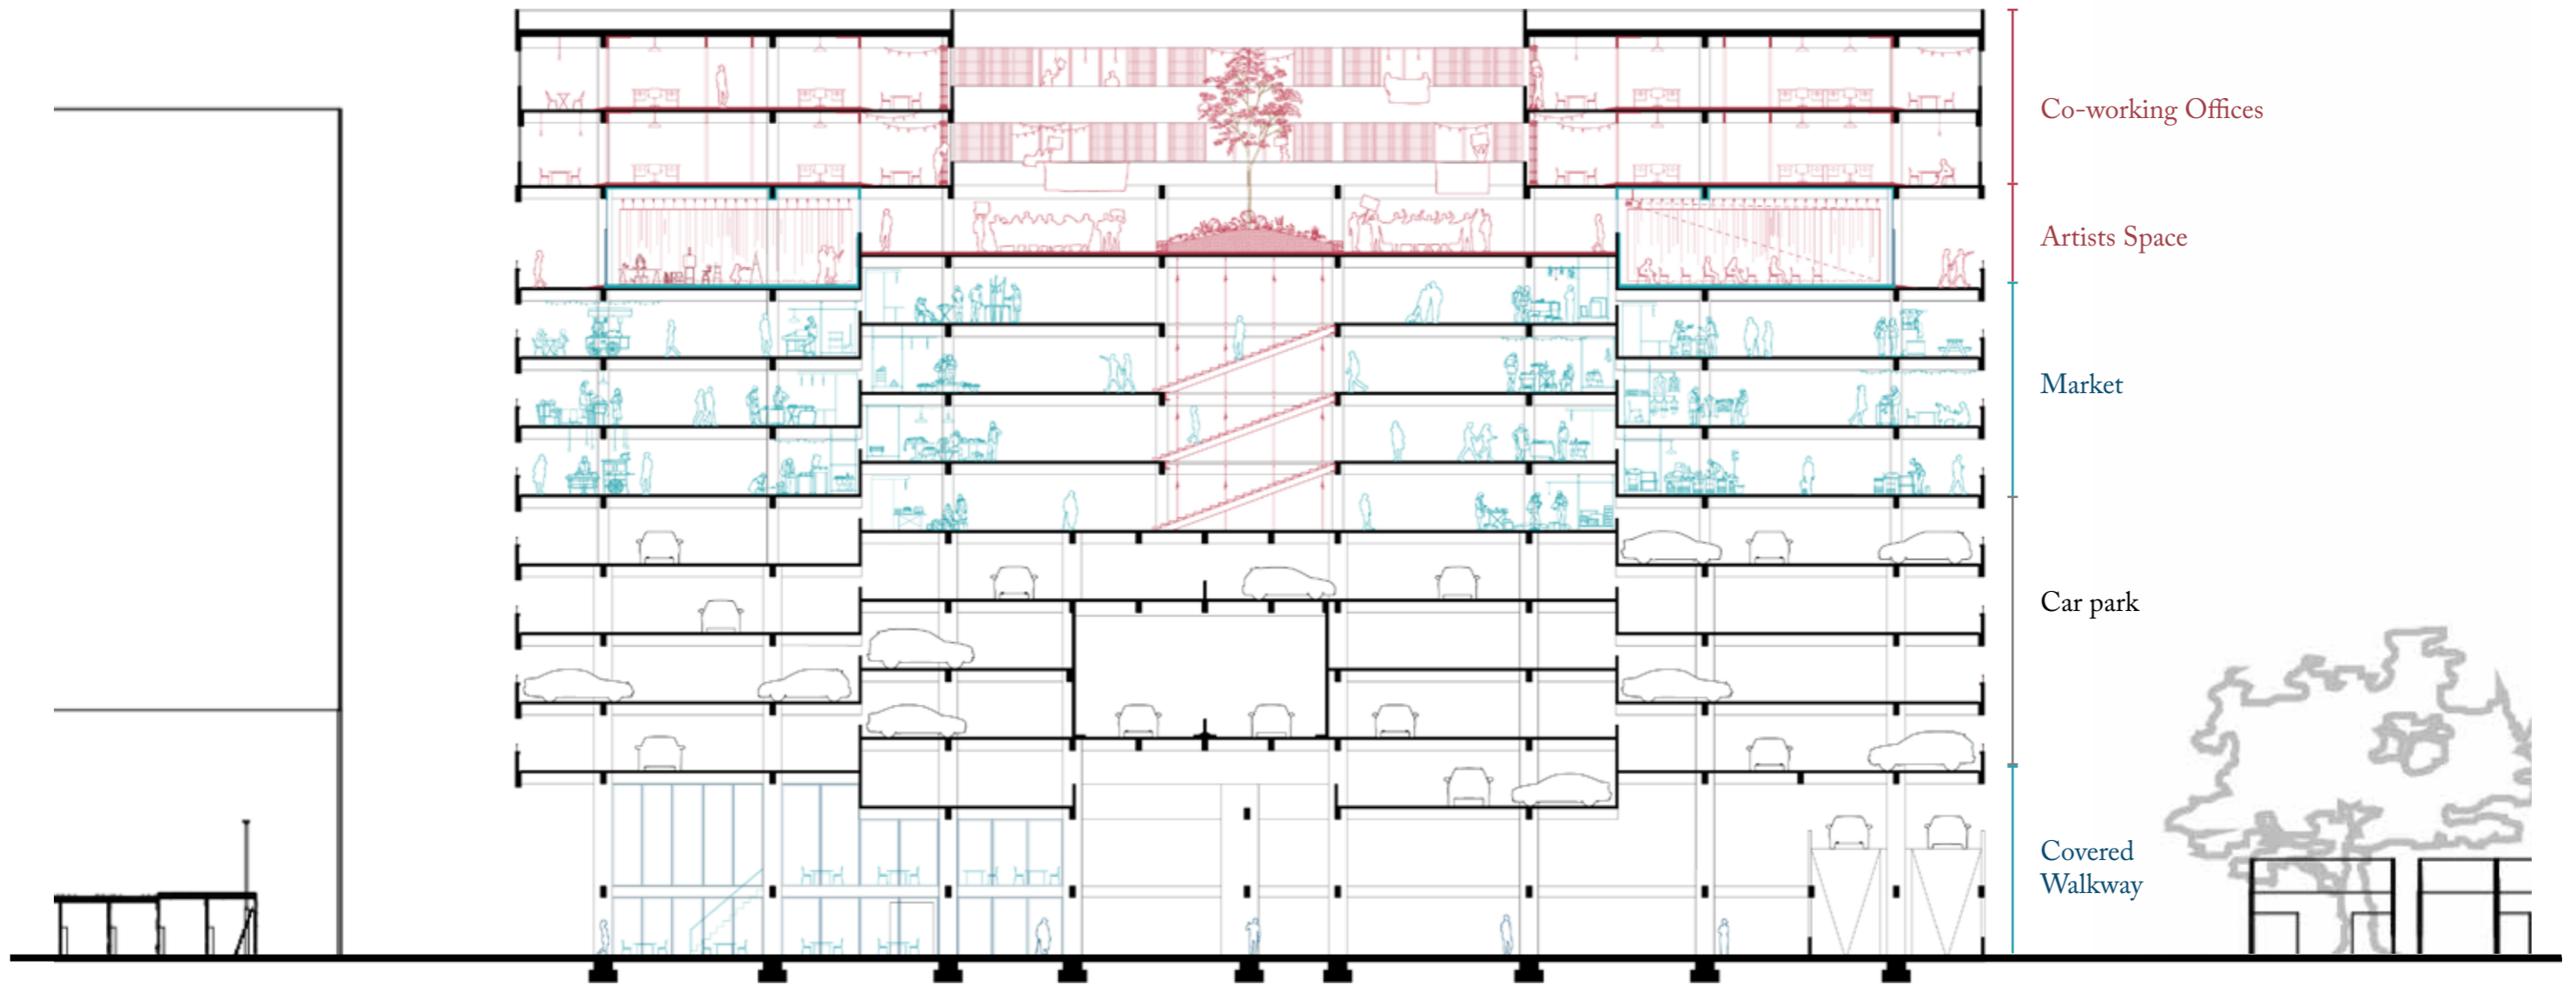 Co-working Offices
Artists Space
Market
Car park
Covered
Walkway